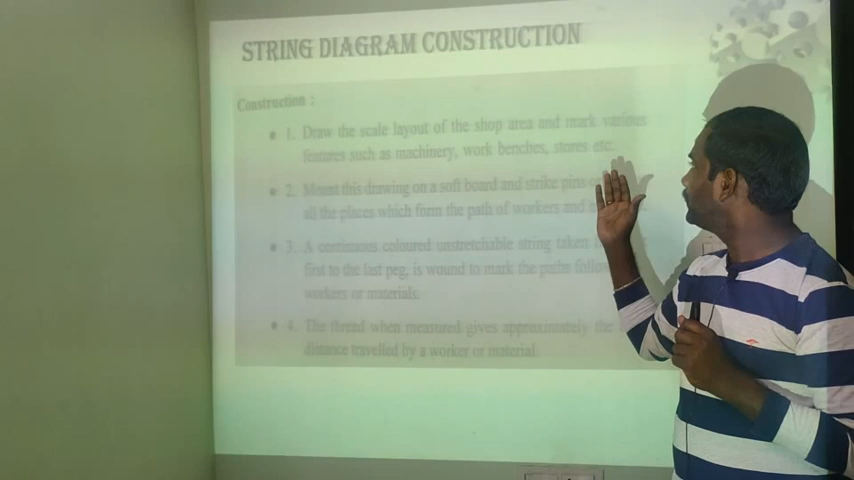 STRING DIAGRAM CONSTRUCTION
Construction :
1. Draw the scale layout of the shop area and mark various
features such as machinery, work benches, stores etc.
2. Mount this drawing on a soft board and strike pins
all the places which form the path of workers and
3. A continuous coloured unstretchable string taken
first to the last peg, is wound to mark the paths
workers or materials.
4. The thread when measured gives approximately the
distance travelled by a worker or material.